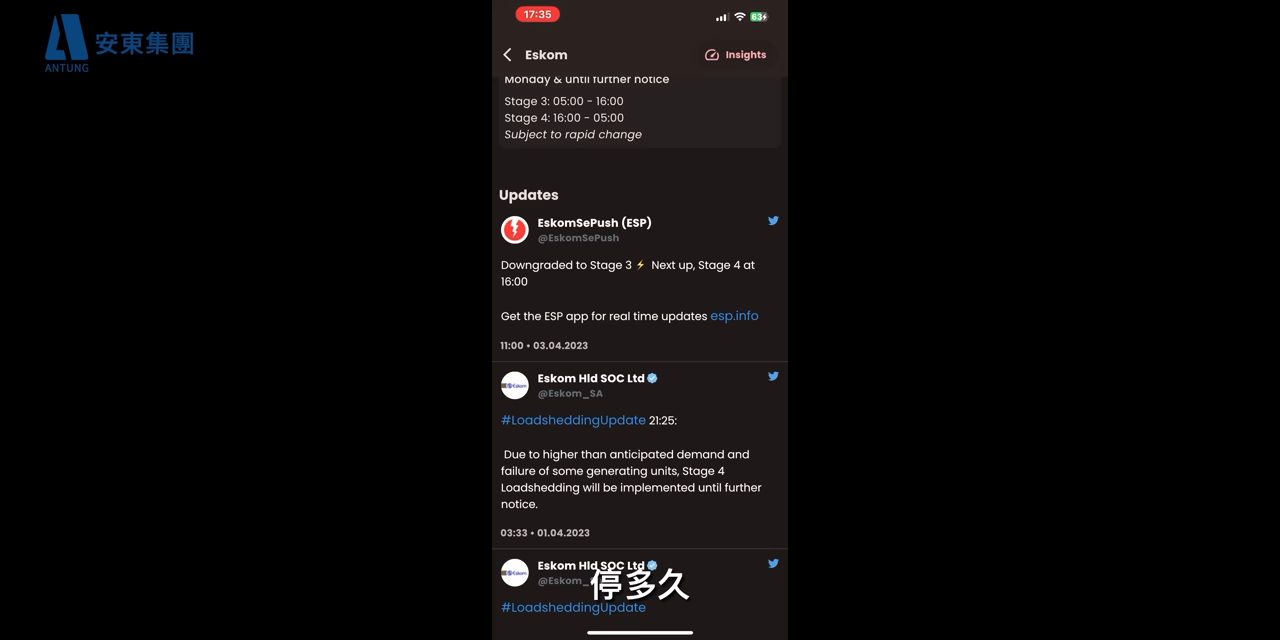 安東集團
ANTUNG
17:35
63
Eskom
Insights
Monday & until further notice
Stage 3: 05:00 - 16:00
Stage 4: 16:00 - 05:00
Subject to rapid change
Updates
EskomSePush (ESP)
@EskomSePush
Downgraded to Stage 3⚡ Next up, Stage 4 at
16:00
Get the ESP app for real time updates esp.info
11:00 • 03.04.2023
Eskom Hld SOC Ltd
@Eskom_SA
#LoadsheddingUpdate 21:25:
Due to higher than anticipated demand and
failure of some generating units, Stage 4
Loadshedding will be implemented until further
notice.
03:33 • 01.04.2023
Eskom Hld SOC Ltd
@Eskom_
停多久
#LoadsheddingUpdate